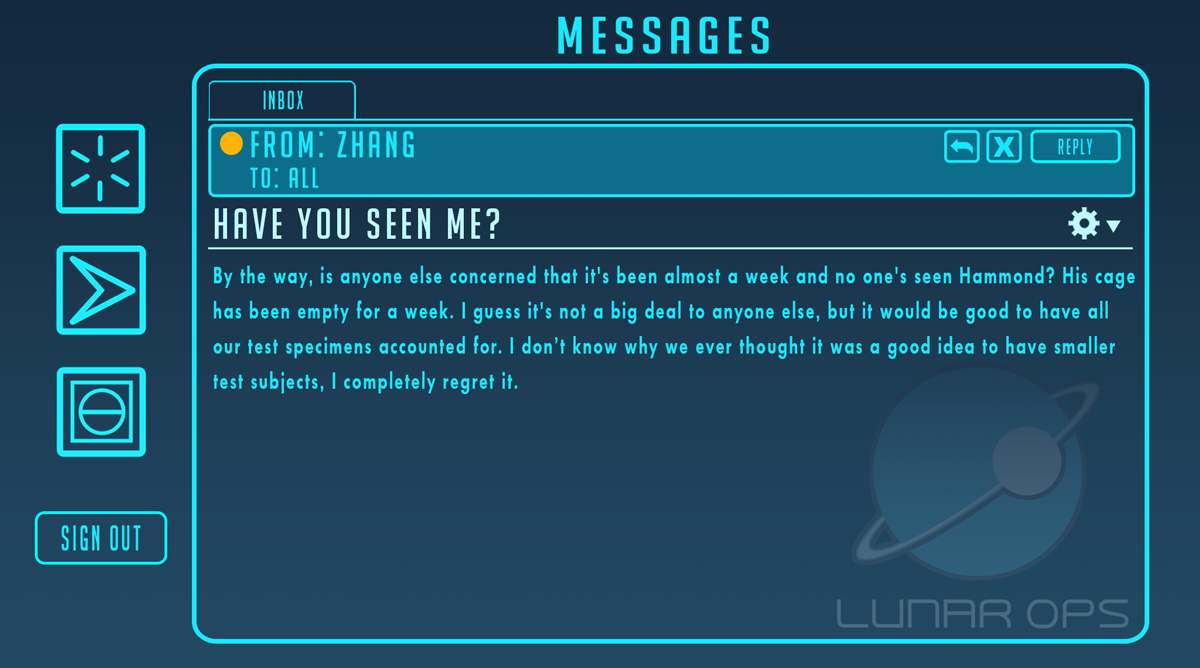 MESSAGES
INBOX
FROM: ZHANG
REPLY
TO: ALL
HAVE YOU SEEN ME?
By the way, is anyone else concerned that it's been almost a week and no one's seen Hammond? His cage
has been empty for a week. I guess it's not a big deal to anyone else, but it would be good to have all
our test specimens accounted for. I don’t know why we ever thought it was a good idea to have smaller
test subjects, I completely regret it.
SIGN OUT
LUNAR OPS